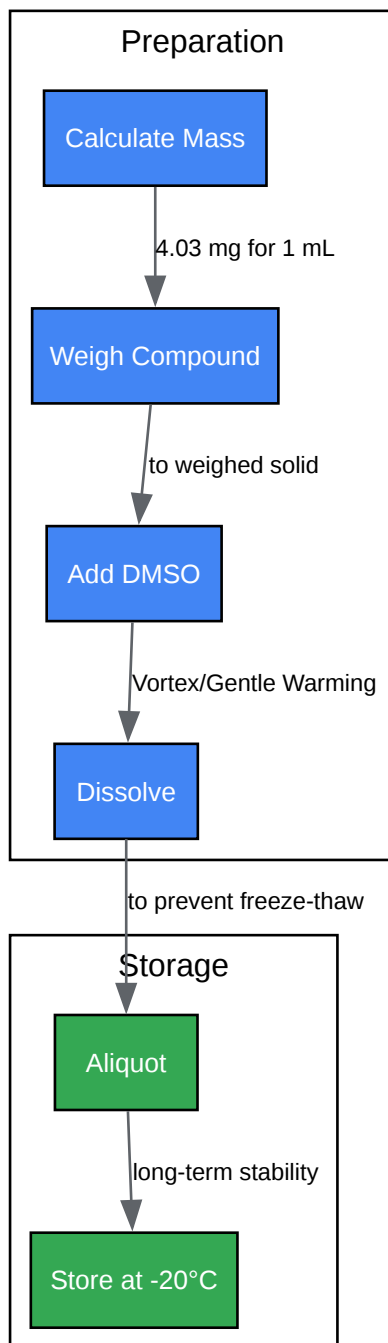 Preparation
Calculate Mass
4.03 mg for 1 mL
Weigh Compound
to weighed solid
Add DMSO
Vortex/Gentle Warming
Dissolve
to prevent freeze-thaw
Storage
Aliquot
long-term stability
Store at -20°C